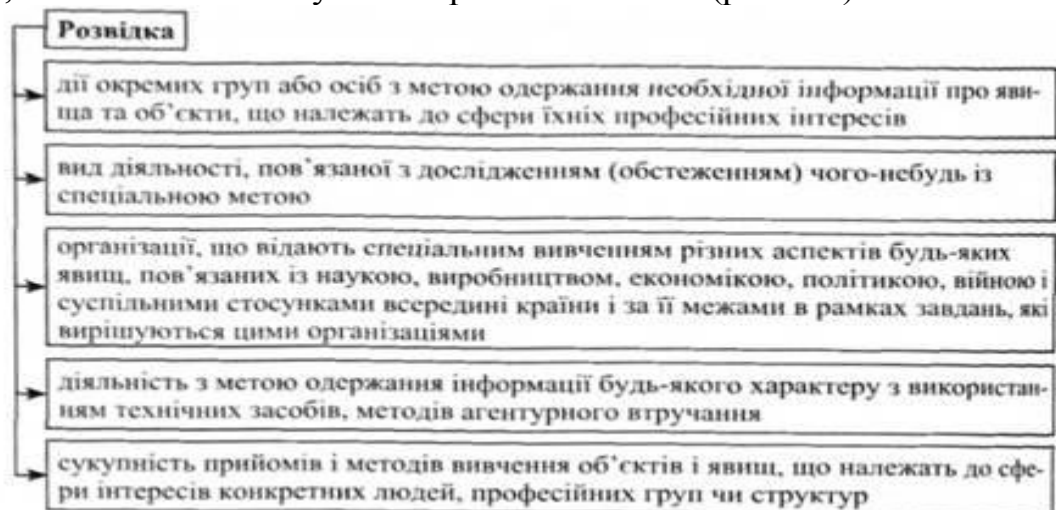 Розвідка
дії окремих груп або осіб з метою одержання необхідної інформації про яви-
ща та об’єкти, що належать до сфери їхніх професійних інтересів
вид діяльності, пов’язаної з дослідженням (обстеженням) чого-небудь із
спеціальною метою
організації, що відають спеціальним вивченням різних аспектів будь-яких
явищ, пов’язаних із наукою, виробництвом, економікою, політикою, війною і
суспільними стосунками всередині країни і за її межами в рамках завдань, які
вирішуються цими організаціями
діяльність з метою одержання інформації будь-якого характеру з використан-
ням технічних засобів, методів агентурного втручання
сукупність прийомів і методів вивчення об’єктів і явищ, що належать до сфе-
ри інтересів конкретних людей, професійних груп чи структур